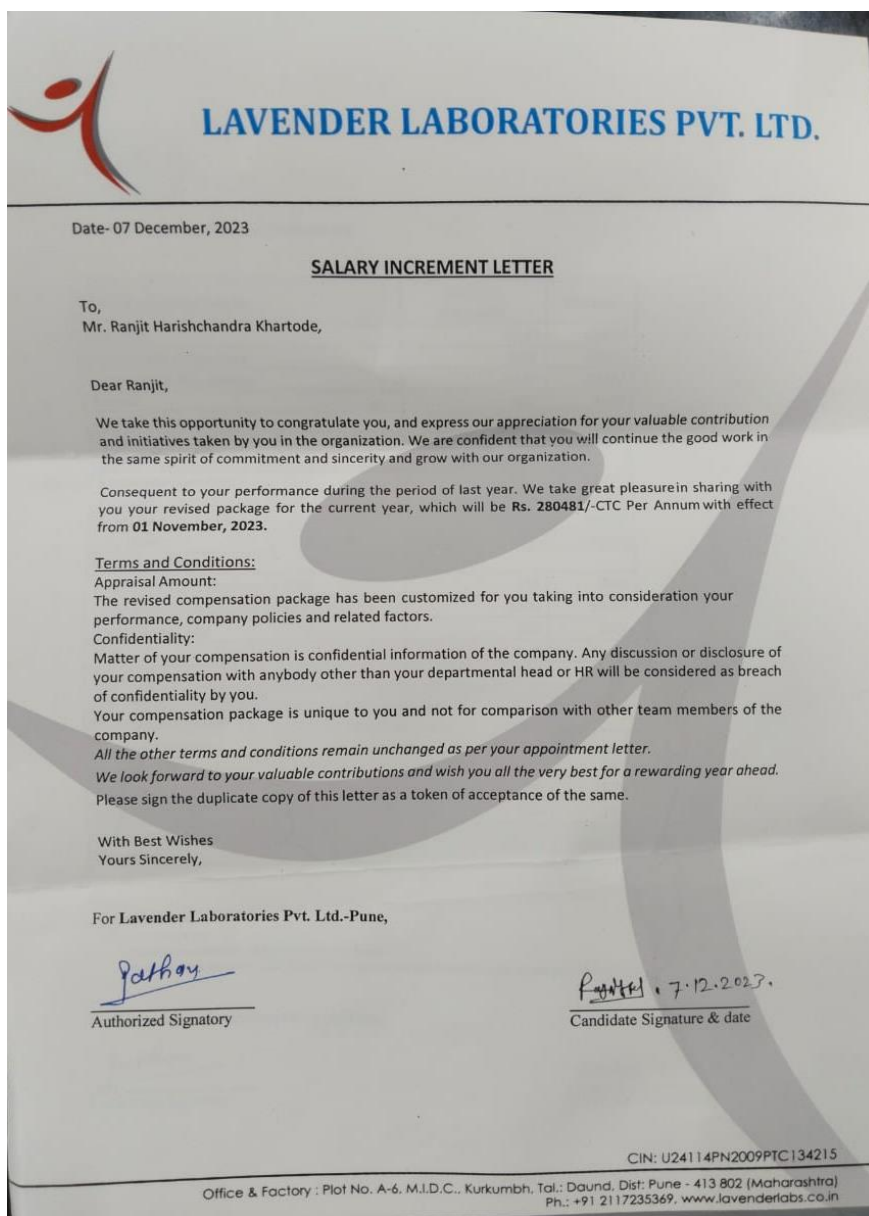 LAVENDER LABORATORIES PVT. LTD.
Date- 07 December, 2023
SALARY INCREMENT LETTER
To,
Mr. Ranjit Harishchandra Khartode,
Dear Ranjit,
We take this opportunity to congratulate you, and express our appreciation for your valuable contribution
and initiatives taken by you in the organization. We are confident that you will continue the good work in
the same spirit of commitment and sincerity and grow with our organization.
Consequent to your performance during the period of last year. We take great pleasurein sharing with
you your revised package for the current year, which will be Rs. 280481/-CTC Per Annum with effect
from 01 November, 2023.
Terms and Conditions:
Appraisal Amount:
The revised compensation package has been customized for you taking into consideration your
performance, company policies and related factors.
Confidentiality:
Matter of your compensation is confidential information of the company. Any discussion or disclosure of
your compensation with anybody other than your departmental head or HR will be considered as breach
of confidentiality by you.
Your compensation package is unique to you and not for comparison with other team members of the
company.
All the other terms and conditions remain unchanged as per your appointment letter.
We look forward to your valuable contributions and wish you all the very best for a rewarding year ahead.
Please sign the duplicate copy of this letter as a token of acceptance of the same.
With Best Wishes
Yours Sincerely,
For Lavender Laboratories Pvt. Ltd.-Pune,
7.12.2023.
Authorized Signatory
Candidate Signature & date
CIN: U24114PN2009PTC134215
Office & Factory : Plot No. A-6, M.I.D.C., Kurkumbh, Tal.: Daund, Dist: Pune - 413 802 (Maharashtra)
Ph.: +91 2117235369, www.lavenderlabs.co.in